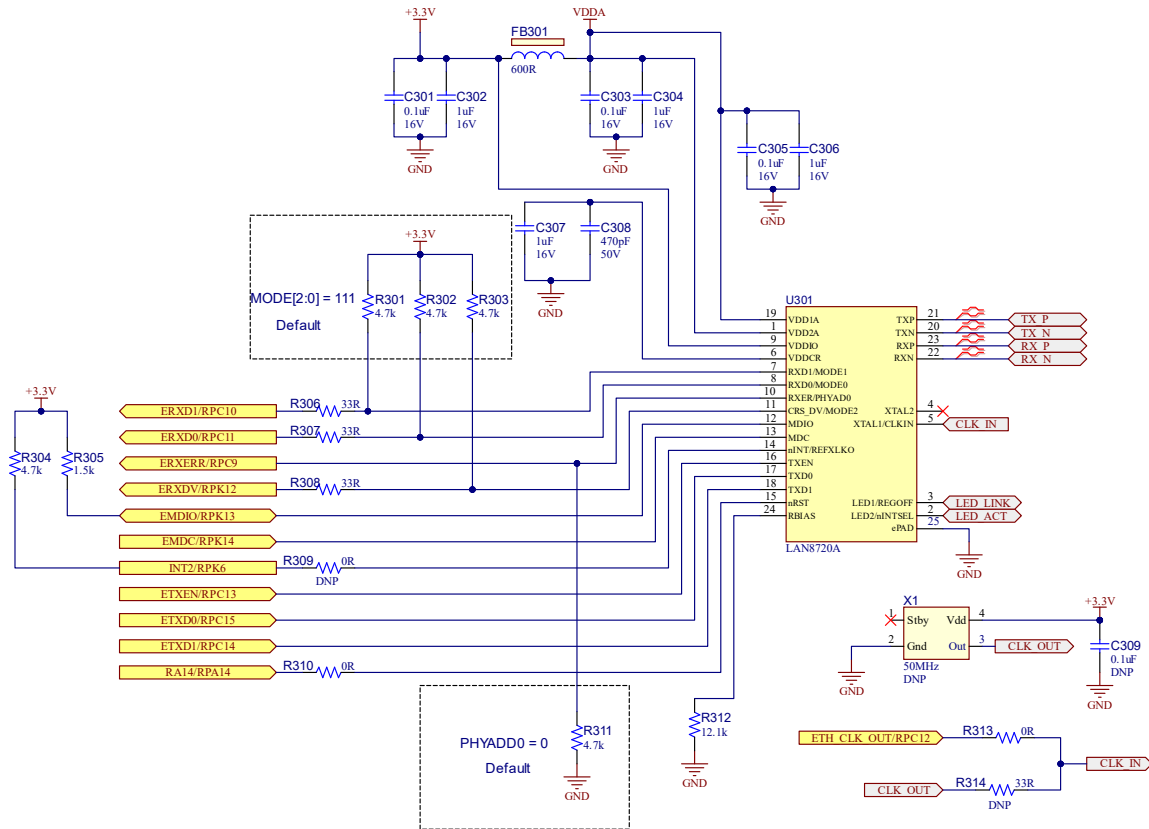 +3.3V
VDDA
FB301
600R
C301
0.1uF
16V
C302
1uF
16V
C303
0.1uF
16V
C304
1uF
16V
GND
GND
C305
0.1uF
16V
C306
1uF
16V
GND
C307
1uF
16V
C308
470pF
50V
GND
+3.3V
MODE[2:0] = 111
Default
R301
4.7k
R302
4.7k
R303
4.7k
U301
19 VDD1A
1 VDD2A
9 VDDIO
6 VDDCR
7 RXD1/MODE1
8 RXD0/MODE0
10 RXER/PHYAD0
11 CRS_DV/MODE2
12 MDIO
13 MDC
14 nINT/REFXLKO
16 TXEN
17 TXD0
18 TXD1
15 nRST
24 RBIAS
TXP 21
TXN 20
RXP 23
RXN 22
XTAL2 4
XTAL1/CLKIN 5
LED1/REGOFF 3
LED2/nINTSEL 2
ePAD 25
LAN8720A
TX_P
TX_N
RX_P
RX_N
CLK_IN
LED_LINK
LED_ACT
GND
+3.3V
R304
4.7k
R305
1.5k
ERXD1/RPC10
R306 33R
ERXD0/RPC11
R307 33R
ERXERR/RPC9
ERXDV/RPK12
R308 33R
EMDIO/RPK13
EMDC/RPK14
INT2/RPK6
R309 0R
DNP
ETXEN/RPC13
ETXD0/RPC15
ETXD1/RPC14
RA14/RPA14
R310 0R
PHYADD0 = 0
Default
R311
4.7k
GND
R312
12.1k
GND
X1
1 Stby
2 Gnd
Vdd 4
Out 3
50MHz
DNP
GND
CLK_OUT
+3.3V
C309
0.1uF
DNP
GND
ETH_CLK_OUT/RPC12
R313 0R
CLK_IN
CLK_OUT
R314 33R
DNP